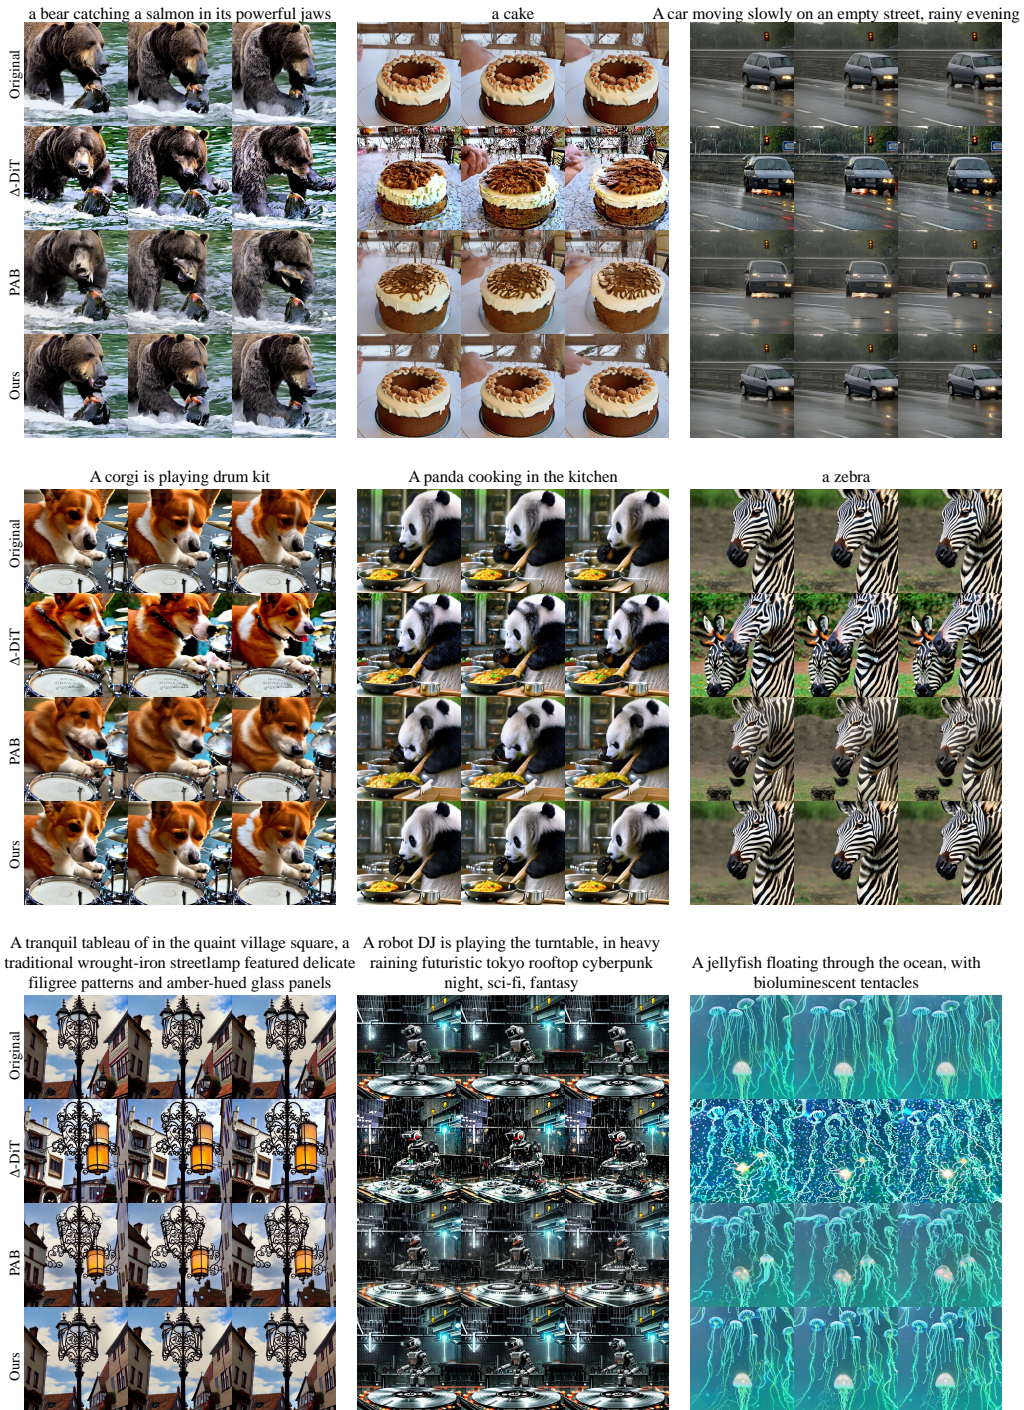 a bear catching a salmon in its powerful jaws
a cake
A car moving slowly on an empty street, rainy evening
Original
Δ-DiT
PAB
Ours
A corgi is playing drum kit
A panda cooking in the kitchen
a zebra
Original
Δ-DiT
PAB
Ours
A tranquil tableau of in the quaint village square, a
traditional wrought-iron streetlamp featured delicate
filigree patterns and amber-hued glass panels
A robot DJ is playing the turntable, in heavy
raining futuristic tokyo rooftop cyberpunk
night, sci-fi, fantasy
A jellyfish floating through the ocean, with
bioluminescent tentacles
Original
Δ-DiT
PAB
Ours